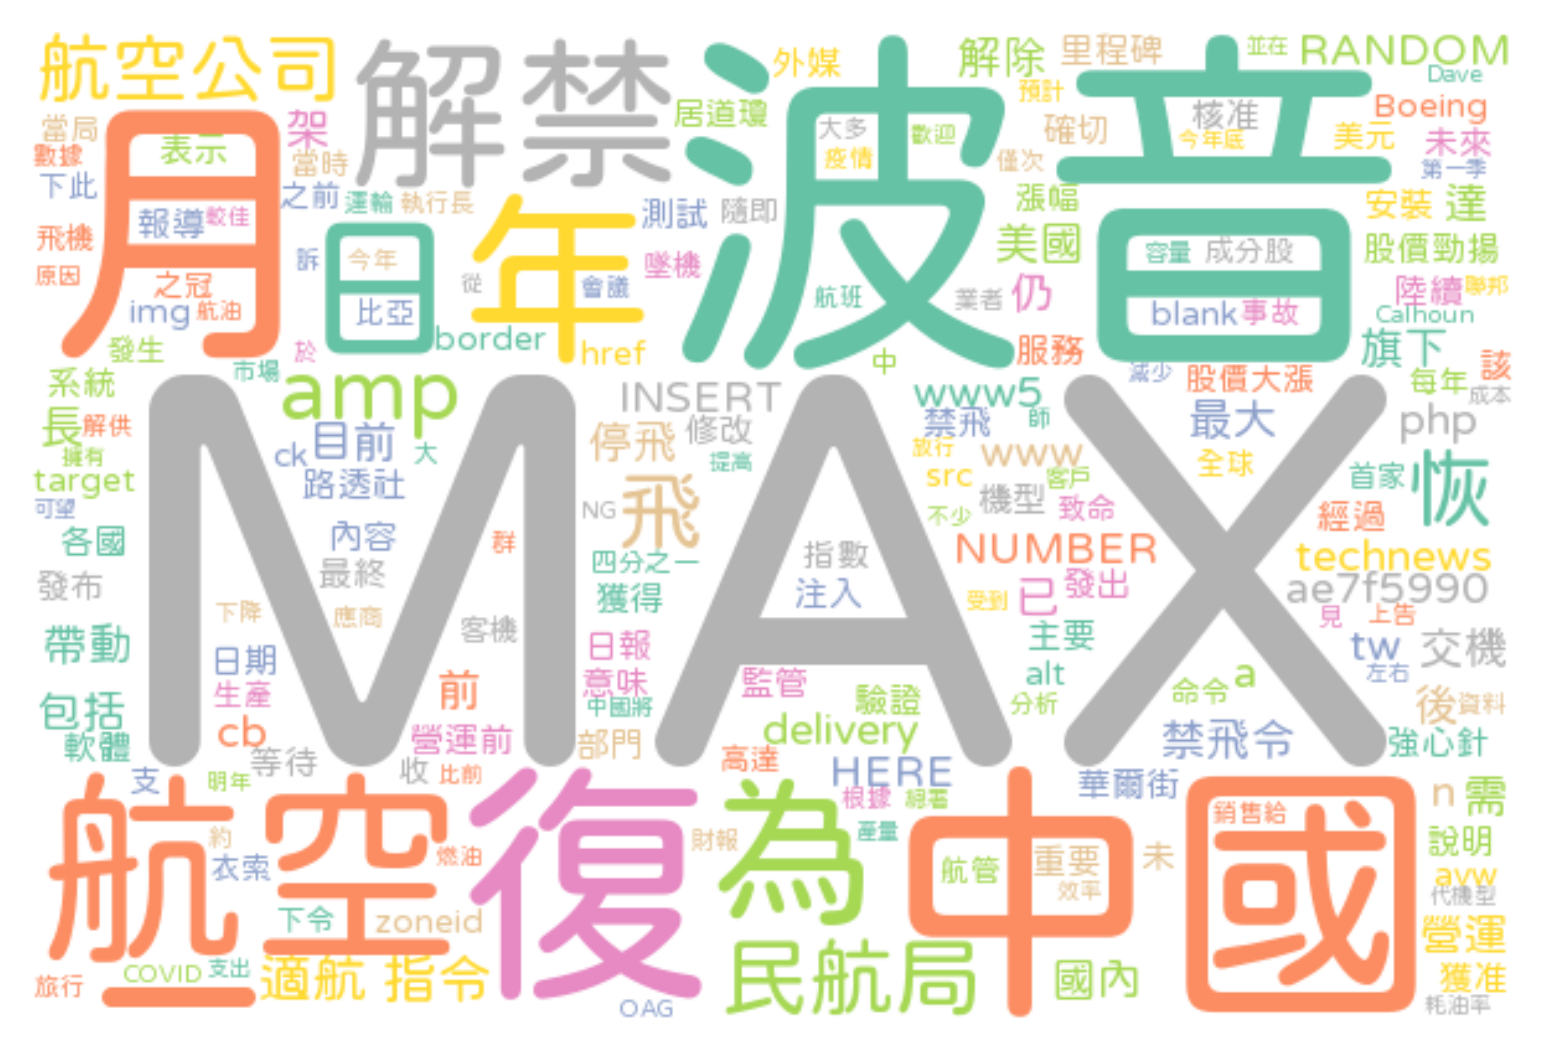 航空公司
解禁
外媒
解除
里程碑
並在
RANDOM
Dave
預計
Boeing
當局
月
架
居道瓊
波音
大多
歡迎
確切
核准
今年底
美元
未來
數據
表示
當時
疫情
僅次
第一季
下此
之前
運輸
執行長
年
測試
隨即
張幅
安裝
達
報導
較佳
飛機
訴
日
今年
墜機
美國
容量
成分股
股價勁揚
原因
之冠
從
會議
航班
業者
仍
陸續
聯邦
img
航油
比亞
blank
事故
Calhoun
發生
於
border
href
中
服務
旗下
市場
減少
股價大漲
每年
該
系統
amp
MAX
INSERT
www5
成本
長
解供
目前
停飛
修改
禁飛
師
最大
php
擁有
ck
大
提高
放行
www
全球
target
路透社
src
客戶
首家
恢
可望
NG
飛
不少
機型
致命
經過
各國
內容
群
四分之一
指數
NUMBER
technews
發布
最終
獲得
注入
受到
已
發出
ae7f5990
下降
應商
客機
見
上告
帶動
日報
主要
tw
交機
日期
意味
監管
alt
左右
生產
前
中國將
驗證
分析
命令
a
後
資料
包括
軟體
cb
營運前
部門
delivery
禁飛令
強心針
等待
收
比前
高達
HERE
支
明年
根據
總署
華爾街
n
需
航空
復
為
中國
銷售給
約
財報
產量
說明
衣索
燃油
航管
重要
未
avw
效率
代機型
下令
zoneid
營運
旅行
COVID
支出
適航
指令
民航局
國內
獲准
OAG
耗油率